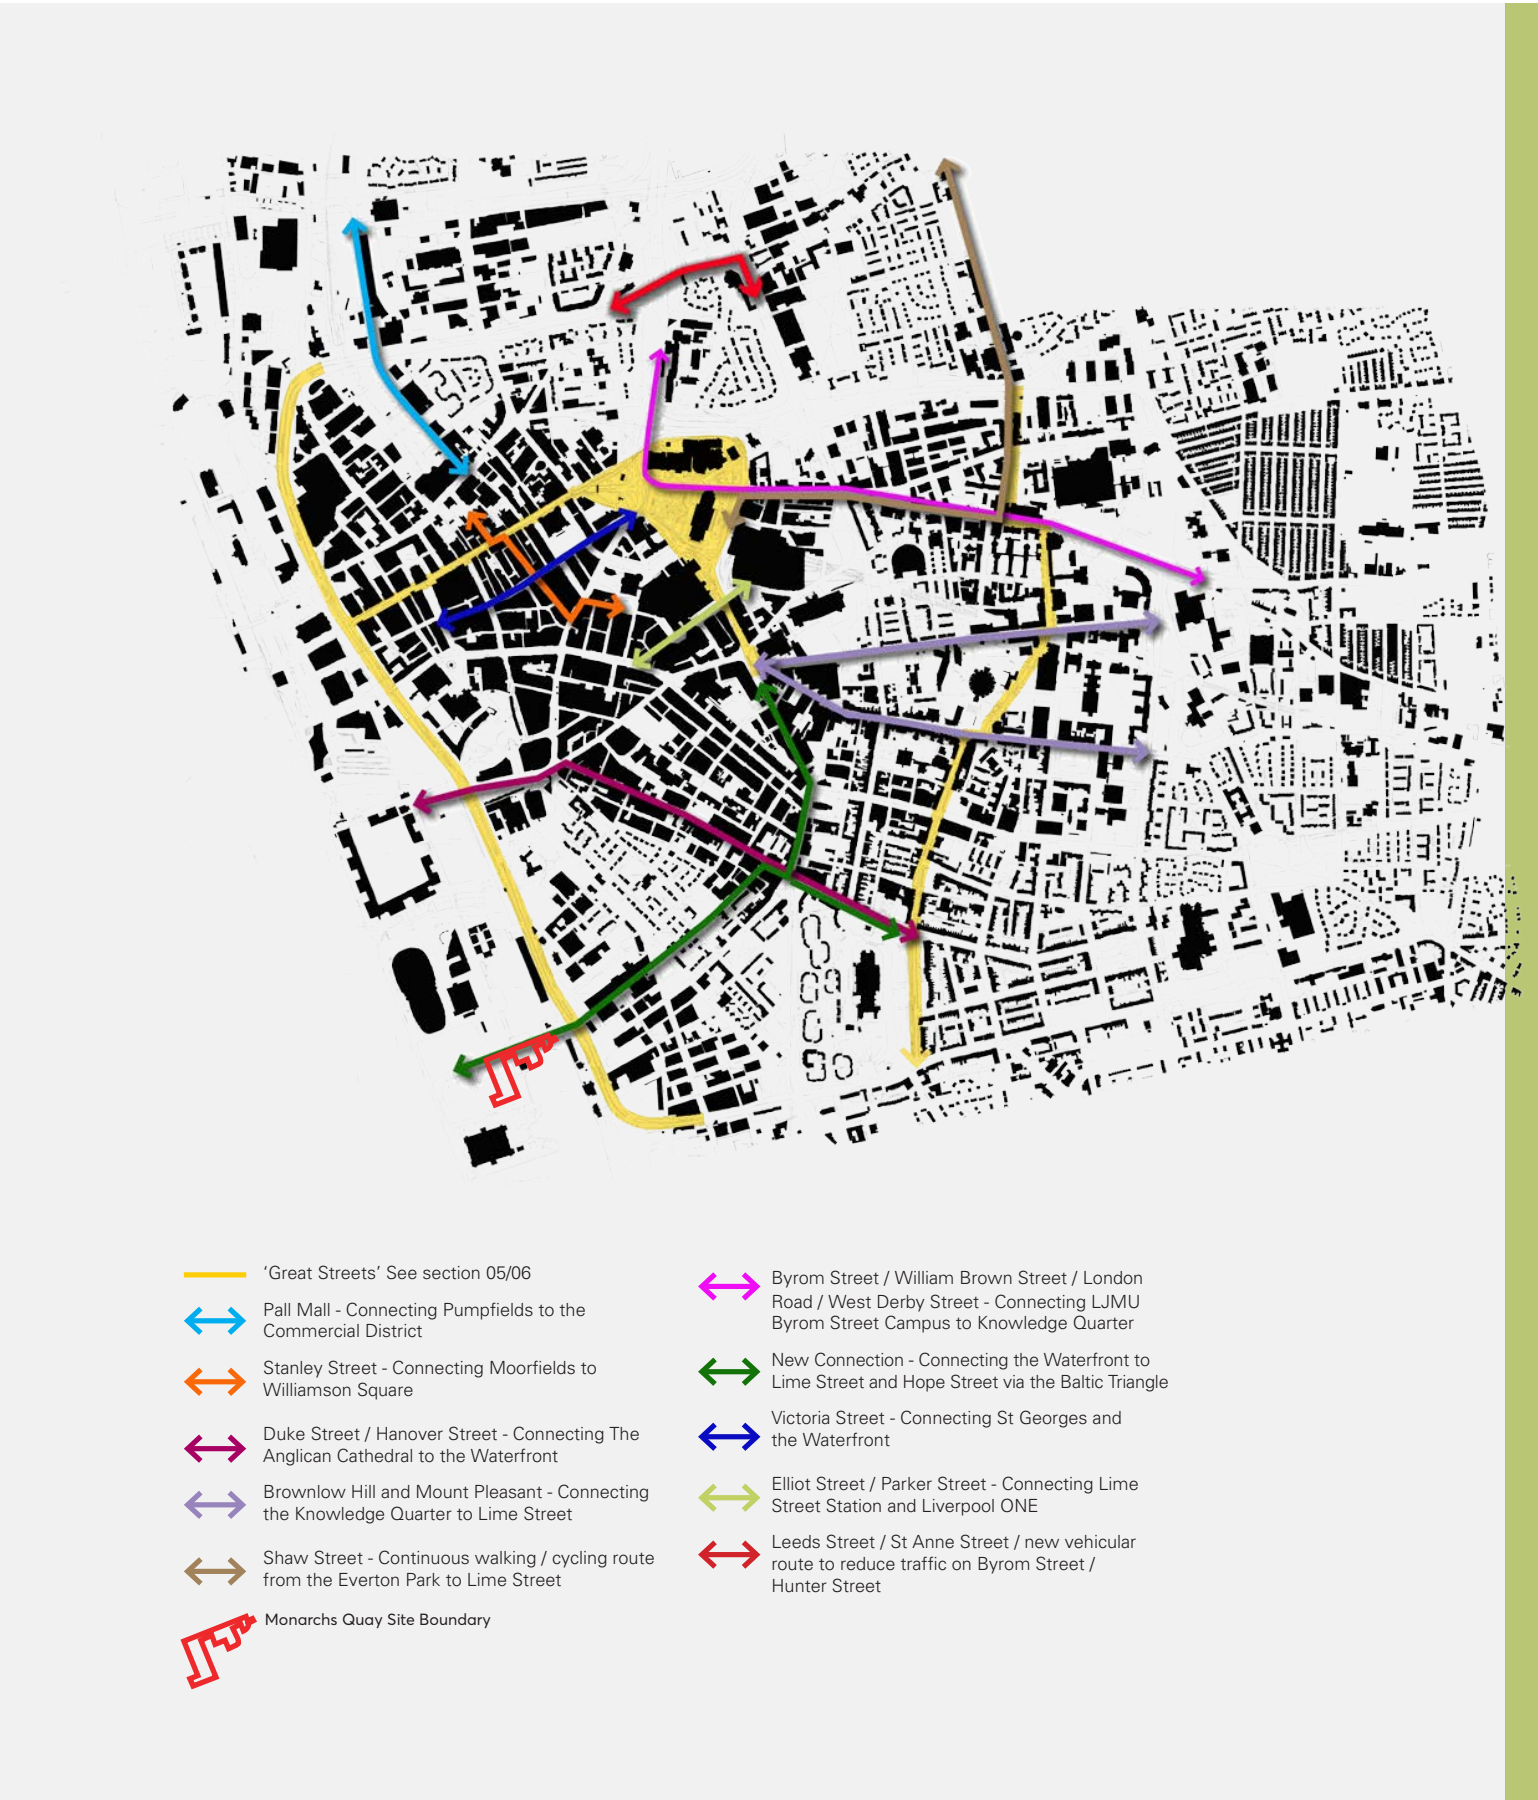 ‘Great Streets’ See section 05/06
Pall Mall - Connecting Pumpfields to the
Commercial District
Stanley Street - Connecting Moorfields to
Williamson Square
Duke Street / Hanover Street - Connecting The
Anglican Cathedral to the Waterfront
Brownlow Hill and Mount Pleasant - Connecting
the Knowledge Quarter to Lime Street
Shaw Street - Continuous walking / cycling route
from the Everton Park to Lime Street
Monarchs Quay Site Boundary
Byrom Street / William Brown Street / London
Road / West Derby Street - Connecting LJMU
Byrom Street Campus to Knowledge Quarter
New Connection - Connecting the Waterfront to
Lime Street and Hope Street via the Baltic Triangle
Victoria Street - Connecting St Georges and
the Waterfront
Elliot Street / Parker Street - Connecting Lime
Street Station and Liverpool ONE
Leeds Street / St Anne Street / new vehicular
route to reduce traffic on Byrom Street /
Hunter Street